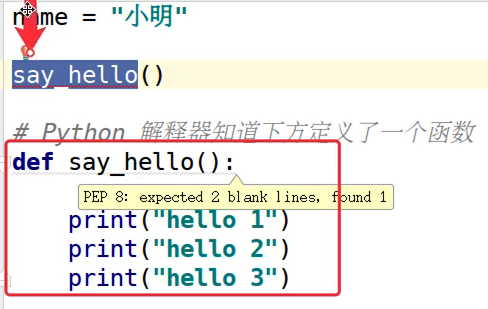 name = "小明"
say_hello()
# Python 解释器知道下方定义了一个函数
def say_hello():
PEP 8: expected 2 blank lines, found 1
print("hello 1")
print("hello 2")
print("hello 3")